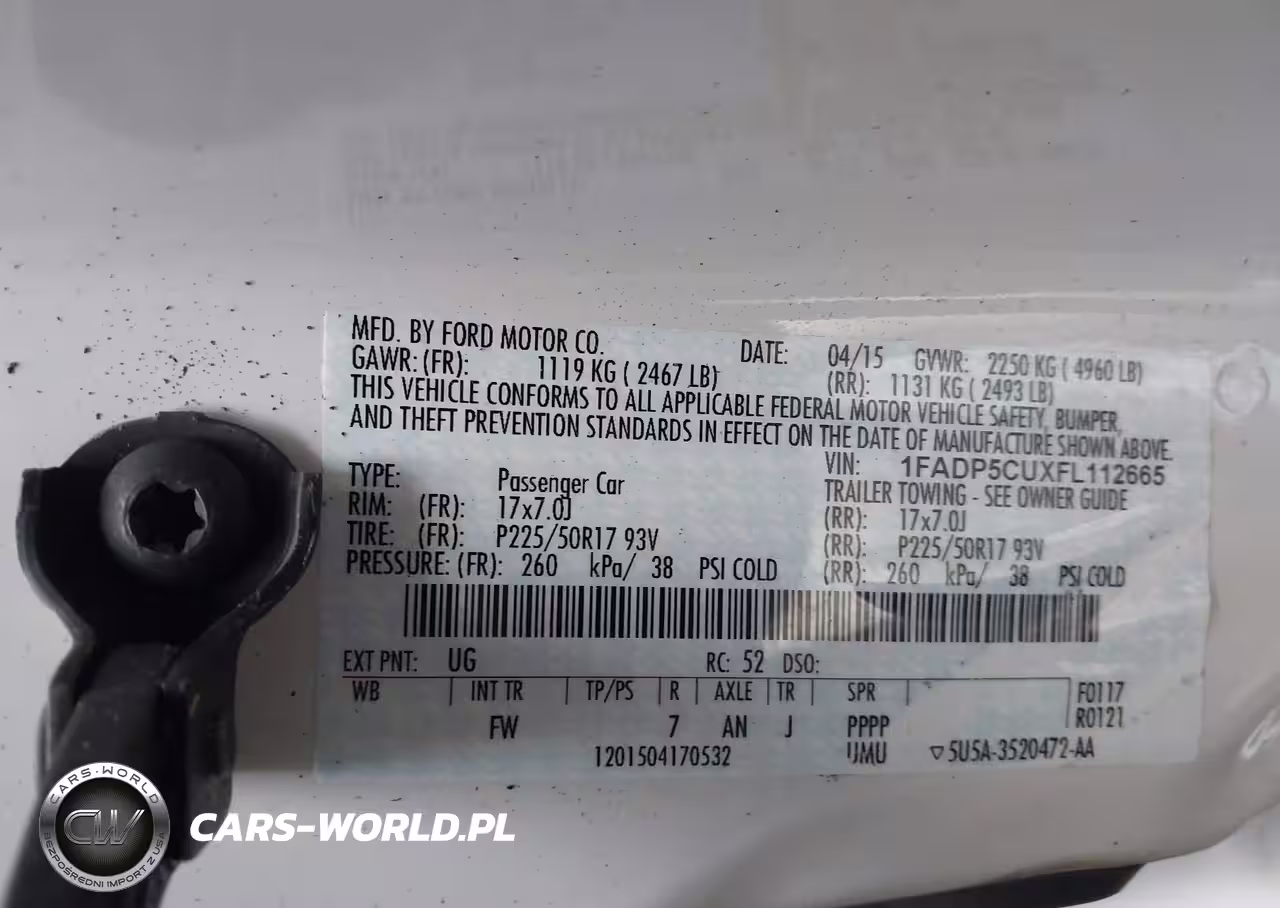 MFD. BY FORD MOTOR CO. DATE: 04/15 GVWR: 2250 KG ( 4960 LB)
GAWR: (FR): 1119 KG ( 2467 LB) (RR): 1131 KG ( 2493 LB)
THIS VEHICLE CONFORMS TO ALL APPLICABLE FEDERAL MOTOR VEHICLE SAFETY, BUMPER,
AND THEFT PREVENTION STANDARDS IN EFFECT ON THE DATE OF MANUFACTURE SHOWN ABOVE.
VIN: 1FADP5CUXFL112665
TYPE: Passenger Car TRAILER TOWING - SEE OWNER GUIDE
RIM: (FR): 17x7.0J (RR): 17x7.0J
TIRE: (FR): P225/50R17 93V (RR): P225/50R17 93V
PRESSURE: (FR): 260 kPa/ 38 PSI COLD (RR): 260 kPa/ 38 PSI COLD
EXT PNT: UG RC: 52 DSO:
WB | INT TR | TP/PS | R | AXLE | TR | SPR | F0117
FW 7 AN J PPPP R0121
1201504170532 UMU ▽ 5U5A-3520472-AA
CARS-WORLD
CW
BEZPOŚREDNI IMPORT Z USA
CARS-WORLD.PL